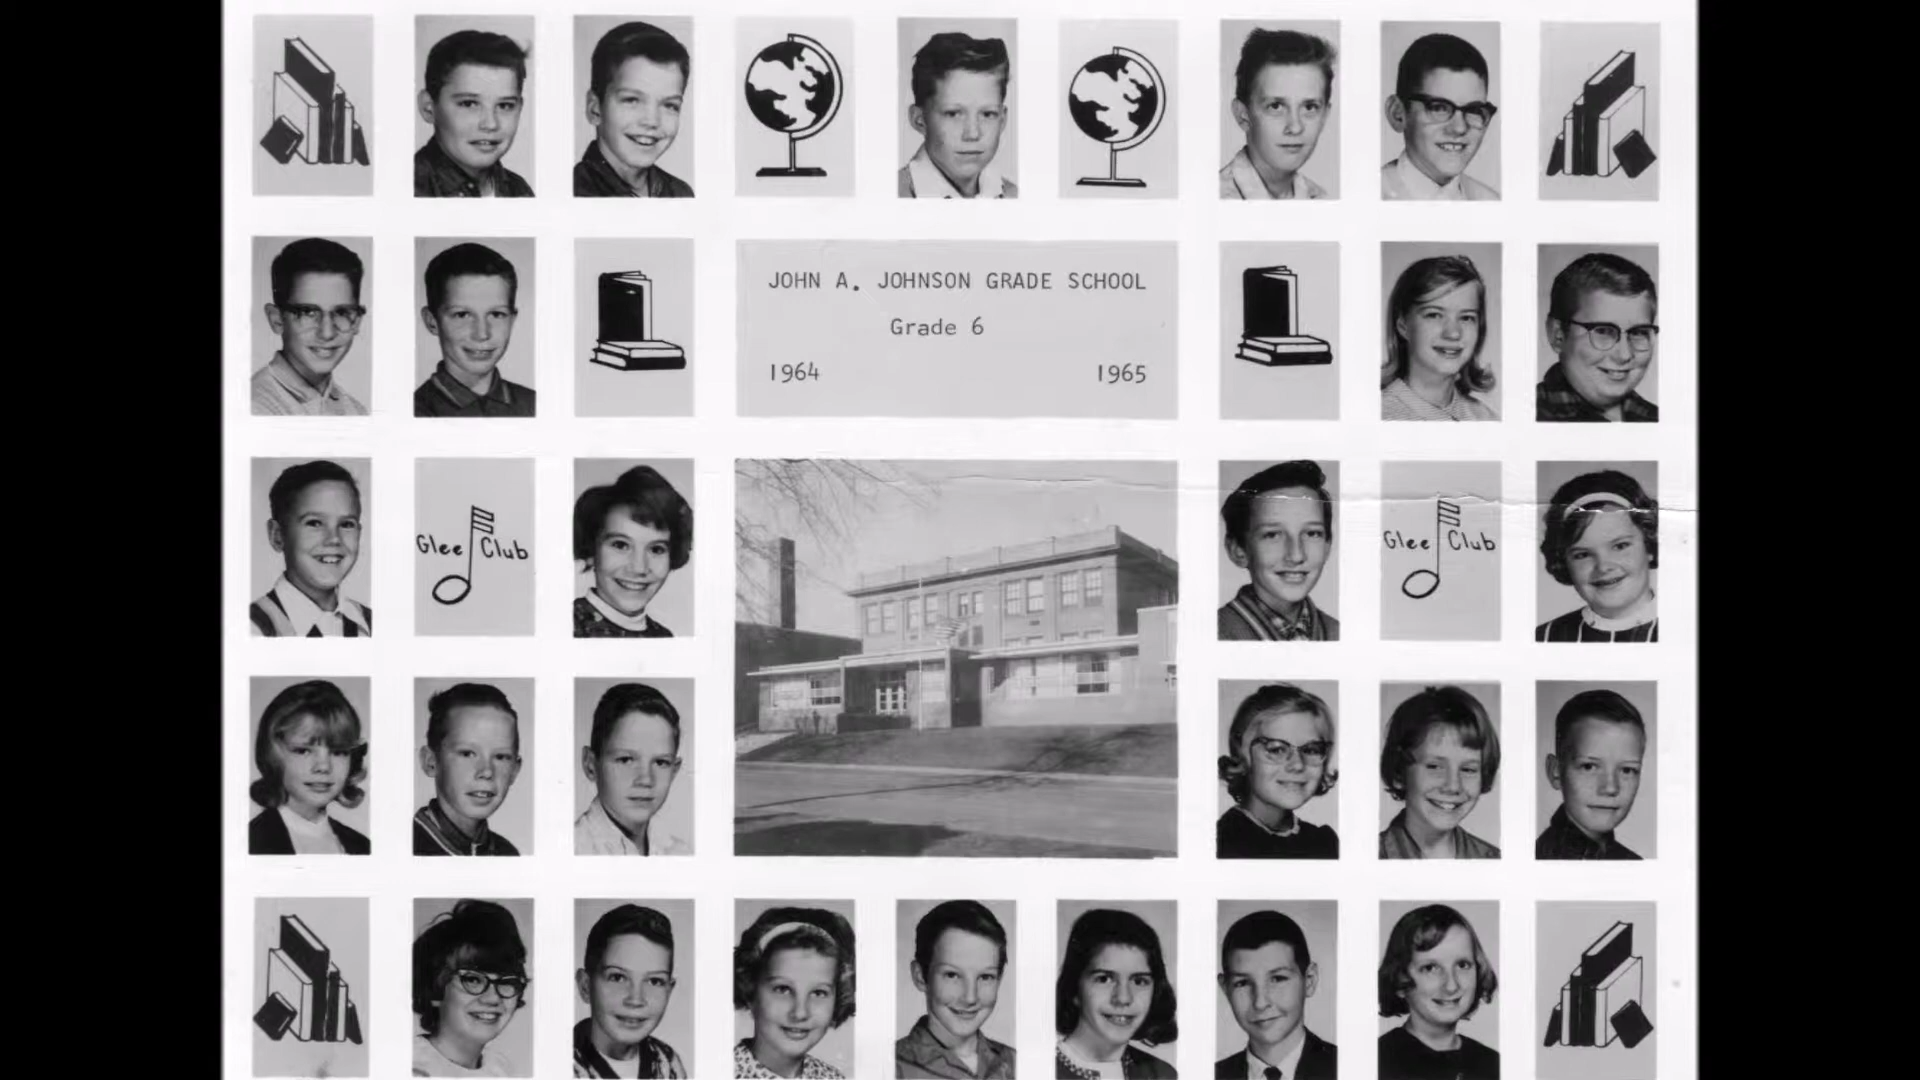 JOHN A. JOHNSON GRADE SCHOOL
Grade 6
1964 1965
Glee Club
Glee Club